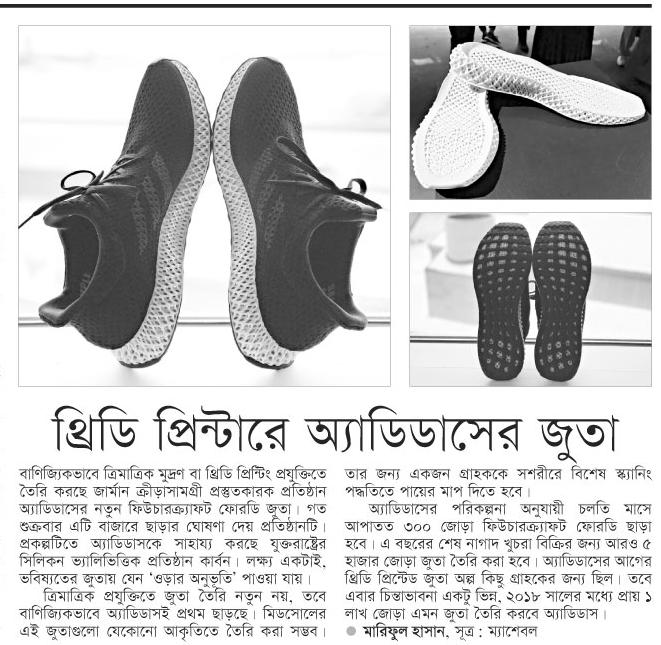 থ্রিডি প্রিন্টারে অ্যাডিডাসের জুতা
বাণিজ্যিকভাবে ত্রিমাত্রিক মুদ্রণ বা থ্রিডি প্রিন্টিং প্রযুক্তিতে
তৈরি করছে জার্মান ক্রীড়াসামগ্রী প্রস্তুতকারক প্রতিষ্ঠান
অ্যাডিডাসের নতুন ফিউচারক্র্যাফট ফোরডি জুতা। গত
শুক্রবার এটি বাজারে ছাড়ার ঘোষণা দেয় প্রতিষ্ঠানটি।
প্রকল্পটিতে অ্যাডিডাসকে সাহায্য করছে যুক্তরাষ্ট্রের
সিলিকন ভ্যালিভিত্তিক প্রতিষ্ঠান কার্বন। লক্ষ্য একটাই,
ভবিষ্যতের জুতায় যেন ‘ওড়ার অনুভূতি’ পাওয়া যায়।
ত্রিমাত্রিক প্রযুক্তিতে জুতা তৈরি নতুন নয়, তবে
বাণিজ্যিকভাবে অ্যাডিডাসই প্রথম ছাড়ছে। মিডসোলের
এই জুতাগুলো যেকোনো আকৃতিতে তৈরি করা সম্ভব।
তার জন্য একজন গ্রাহককে সশরীরে বিশেষ স্ক্যানিং
পদ্ধতিতে পায়ের মাপ দিতে হবে।
অ্যাডিডাসের পরিকল্পনা অনুযায়ী চলতি মাসে
আপাতত ৩০০ জোড়া ফিউচারক্র্যাফট ফোরডি ছাড়া
হবে। এ বছরের শেষ নাগাদ খুচরা বিক্রির জন্য আরও ৫
হাজার জোড়া জুতা তৈরি করা হবে। অ্যাডিডাসের আগের
থ্রিডি প্রিন্টেড জুতা অল্প কিছু গ্রাহকের জন্য ছিল। তবে
এবার চিন্তাভাবনা একটু ভিন্ন, ২০১৮ সালের মধ্যে প্রায় ১
লাখ জোড়া এমন জুতা তৈরি করবে অ্যাডিডাস।
● মারিফুল হাসান, সূত্র : ম্যাশেবল